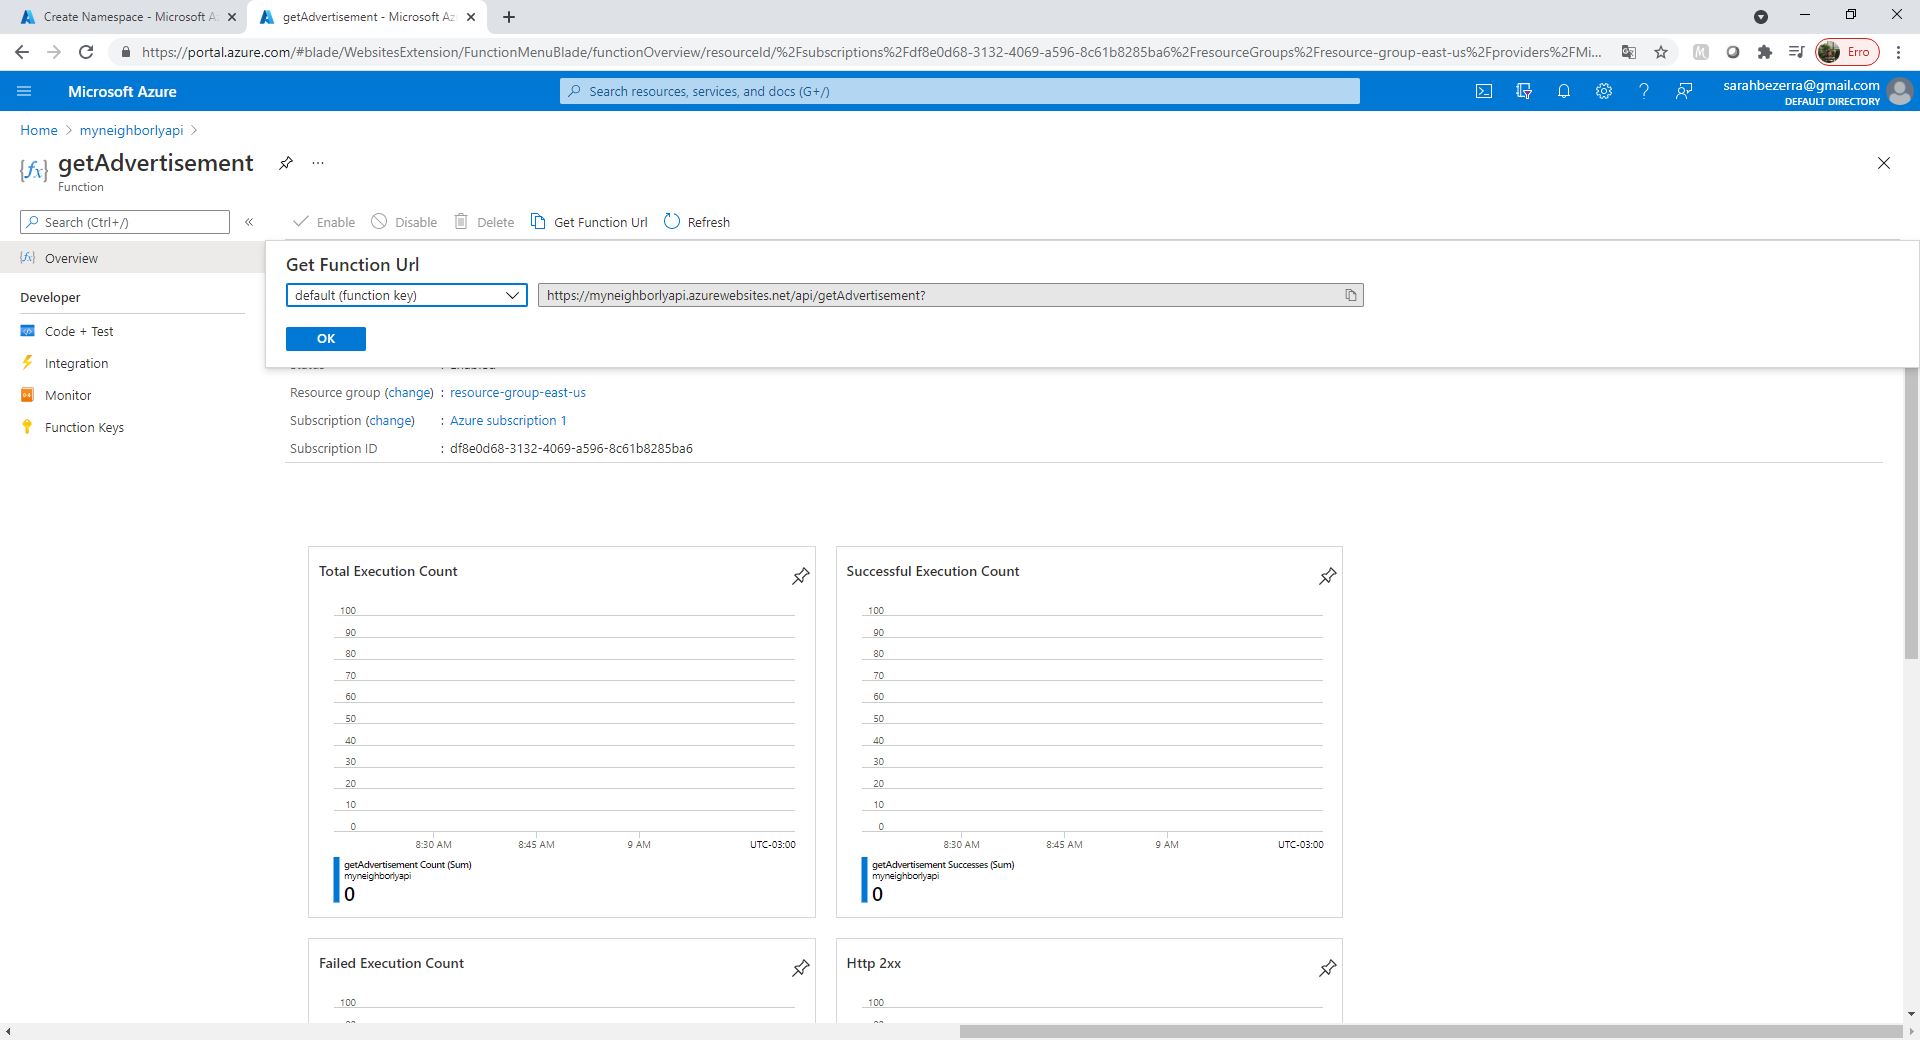 Create Namespace - Microsoft A
getAdvertisement - Microsoft Az
https://portal.azure.com/#blade/WebsitesExtension/FunctionMenuBlade/functionOverview/resourceId/%2Fsubscriptions%2Fdf8e0d68-3132-4069-a596-8c61b8285ba6%2FresourceGroups%2Fresource-group-east-us%2Fproviders%2FMi...
Erro
Microsoft Azure
Search resources, services, and docs (G+/)
sarahbezerra@gmail.com
DEFAULT DIRECTORY
Home > myneighborlyapi >
{fx}
getAdvertisement
...
Function
Search (Ctrl+/)
«
Enable
Disable
Delete
Get Function Url
Refresh
Overview
Developer
Code + Test
Integration
Monitor
Function Keys
Get Function Url
default (function key)
https://myneighborlyapi.azurewebsites.net/api/getAdvertisement?
OK
Status : Enabled
Resource group (change) : resource-group-east-us
Subscription (change) : Azure subscription 1
Subscription ID : df8e0d68-3132-4069-a596-8c61b8285ba6
Total Execution Count
100
90
80
70
60
50
40
30
20
10
0
8:30 AM
8:45 AM
9 AM
UTC-03:00
getAdvertisement Count (Sum)
myneighborlyapi
0
Successful Execution Count
100
90
80
70
60
50
40
30
20
10
0
8:30 AM
8:45 AM
9 AM
UTC-03:00
getAdvertisement Successes (Sum)
myneighborlyapi
0
Failed Execution Count
100
90
Http 2xx
100
90